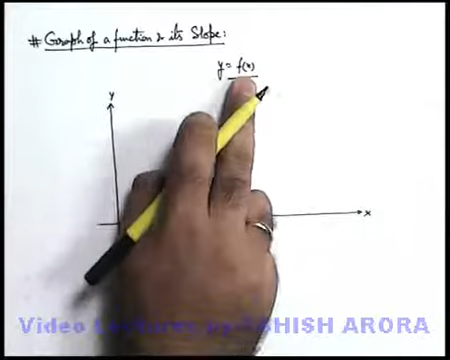 # Graph of a function & its Slope:
y = f(x)
y
x
Video Lectures by ASHISH ARORA